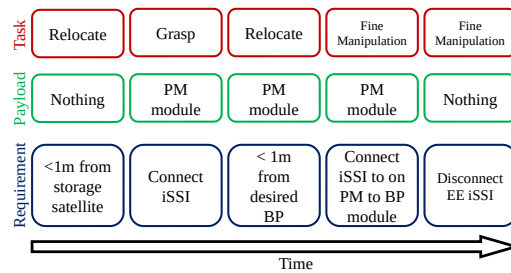 Task
Relocate
Grasp
Relocate
Fine
Manipulation
Fine
Manipulation
Payload
Nothing
PM
module
PM
module
PM
module
Nothing
Requirement
<1m from
storage
satellite
Connect
iSSI
< 1m
from
desired
BP
Connect
iSSI to on
PM to BP
module
Disconnect
EE iSSI
Time